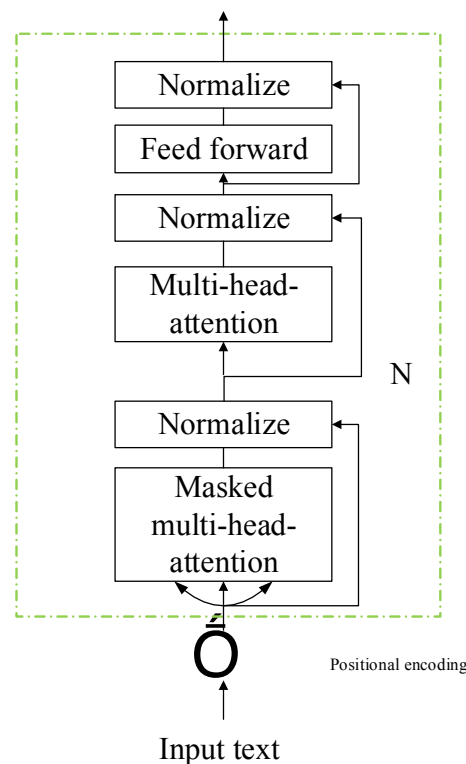 Normalize
Feed forward
Normalize
Multi-head-
attention
N
Normalize
Masked
multi-head-
attention
Ō
Positional encoding
Input text